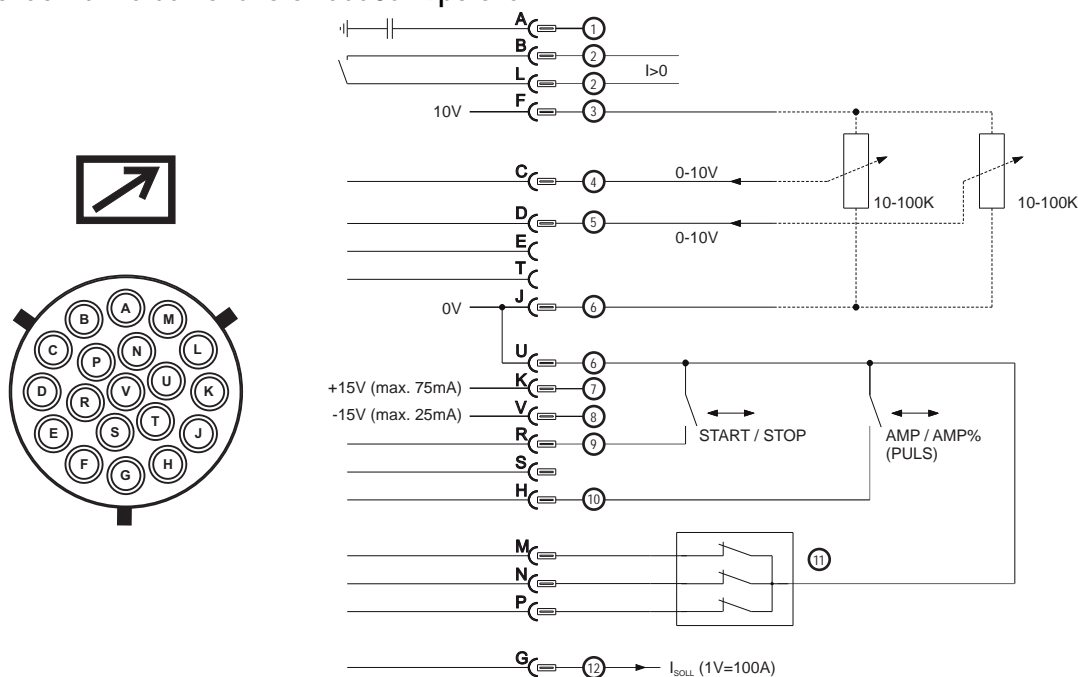 A
1
B
2
I>0
L
2
10V
F
3
C
4
0-10V
10-100K
10-100K
D
5
0-10V
E
T
0V
J
6
U
6
+15V (max. 75mA)
K
7
-15V (max. 25mA)
V
8
R
9
START / STOP
AMP / AMP%
(PULS)
S
H
10
M
11
N
P
G
12
I_SOLL (1V=100A)
A
B
M
C
P
N
L
D
R
V
U
K
E
S
T
J
F
G
H